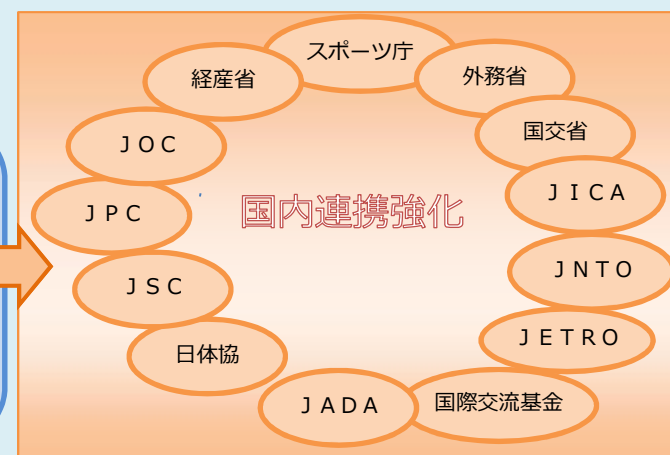 スポーツ庁
経産省
外務省
国交省
ＪＯＣ
ＪＩＣＡ
ＪＰＣ
国内連携強化
ＪＮＴＯ
ＪＳＣ
ＪＥＴＲＯ
日体協
ＪＡＤＡ
国際交流基金